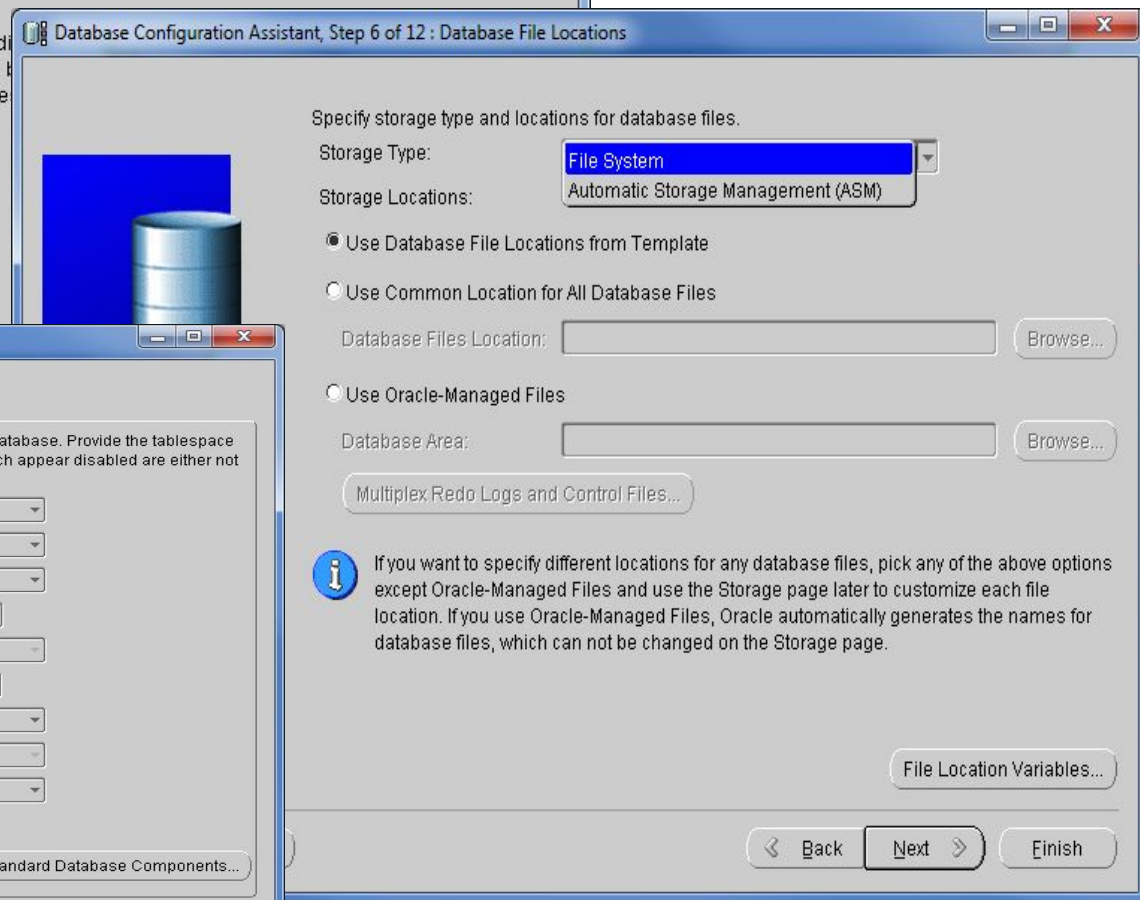 Database Configuration Assistant, Step 6 of 12 : Database File Locations
Specify storage type and locations for database files.
Storage Type:
File System
Automatic Storage Management (ASM)
Storage Locations:
Use Database File Locations from Template
Use Common Location for All Database Files
Database Files Location:
Browse...
Use Oracle-Managed Files
Database Area:
Browse...
Multiplex Redo Logs and Control Files...
If you want to specify different locations for any database files, pick any of the above options
except Oracle-Managed Files and use the Storage page later to customize each file
location. If you use Oracle-Managed Files, Oracle automatically generates the names for
database files, which can not be changed on the Storage page.
File Location Variables...
Back
Next
Finish
atabase. Provide the tablespace
ch appear disabled are either not
andard Database Components...